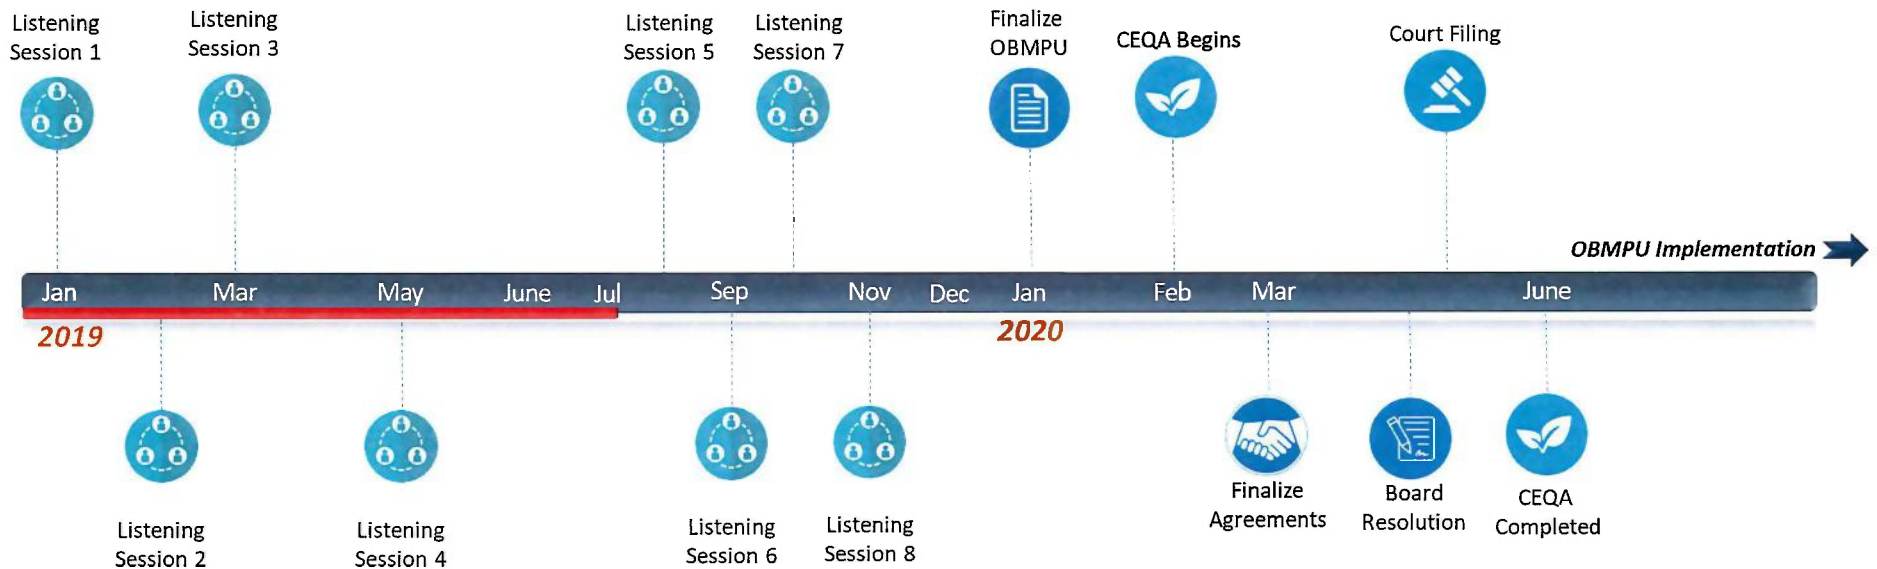 Listening
Session 1
Listening
Session 3
Listening
Session 5
Listening
Session 7
Finalize
OBMPU
CEQA Begins
Court Filing
OBMPU Implementation
Jan
Mar
May
June
Jul
Sep
Nov
Dec
Jan
Feb
Mar
June
2019
2020
Listening
Session 2
Listening
Session 4
Listening
Session 6
Listening
Session 8
Finalize
Agreements
Board
Resolution
CEQA
Completed